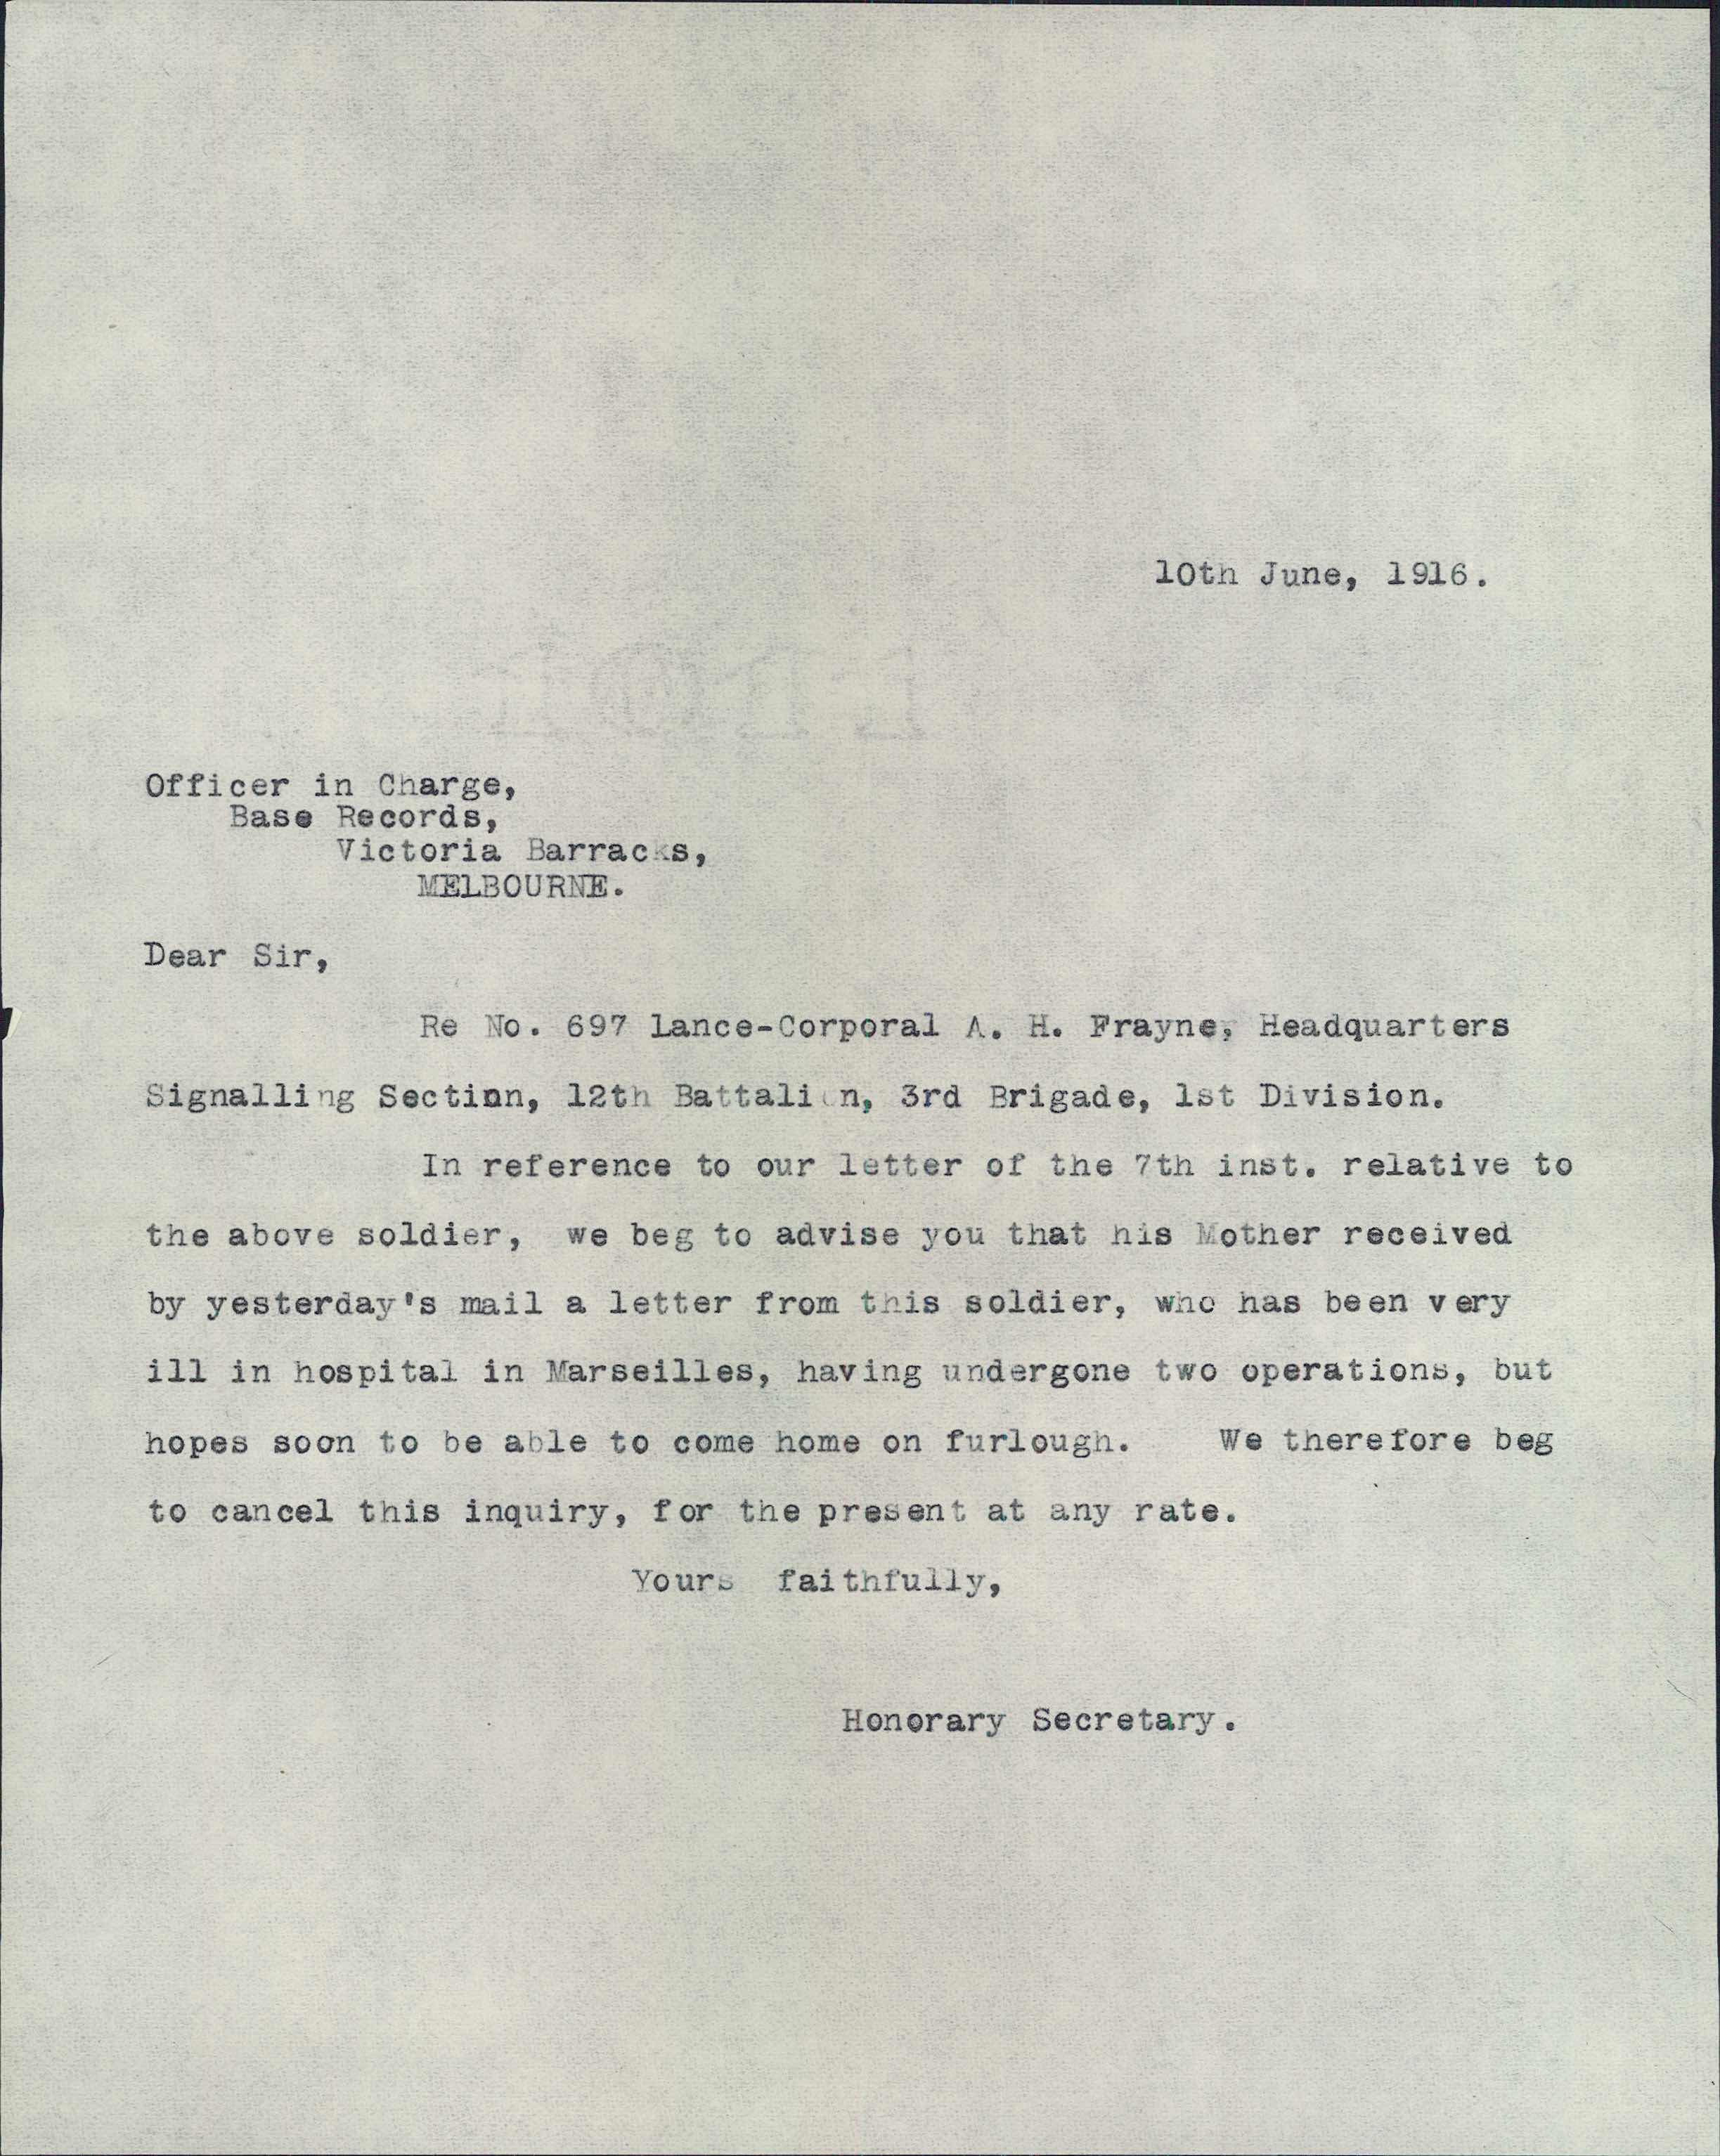 10th June, 1916.
Officer in Charge,
Base Records,
Victoria Barracks,
MELBOURNE.
Dear Sir,
Re No. 697 Lance-Corporal A. H. Frayne, Headquarters
Signalling Section, 12th Battalion, 3rd Brigade, 1st Division.
In reference to our letter of the 7th inst. relative to
the above soldier, we beg to advise you that his Mother received
by yesterday's mail a letter from this soldier, who has been very
ill in hospital in Marseilles, having undergone two operations, but
hopes soon to be able to come home on furlough. We therefore beg
to cancel this inquiry, for the present at any rate.
Yours faithfully,
Honorary Secretary.